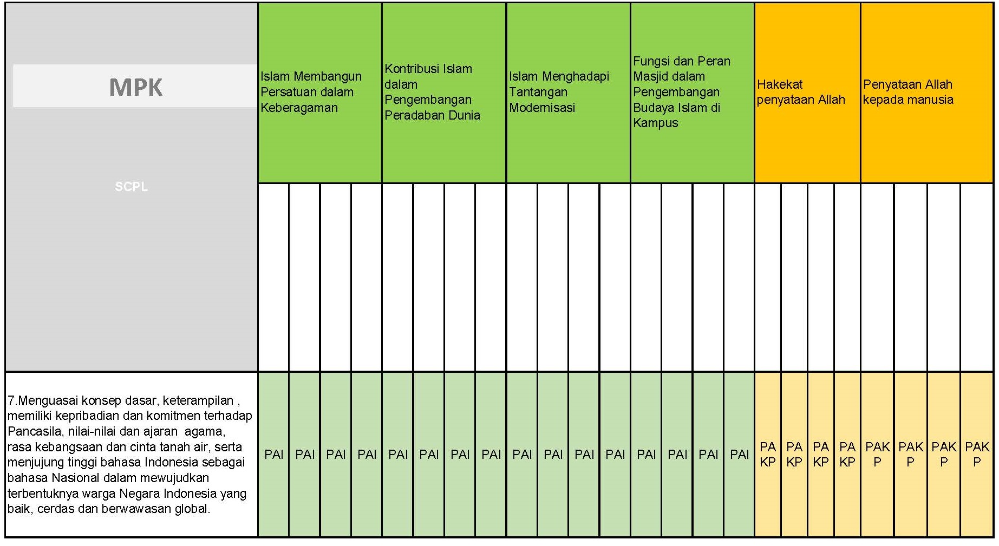 MPK
SCPL
Islam Membangun
Persatuan dalam
Keberagaman
Kontribusi Islam
dalam
Pengembangan
Peradaban Dunia
Islam Menghadapi
Tantangan
Modernisasi
Fungsi dan Peran
Masjid dalam
Pengembangan
Budaya Islam di
Kampus
Hakekat
penyataan Allah
Penyataan Allah
kepada manusia
7.Menguasai konsep dasar, keterampilan ,
memiliki kepribadian dan komitmen terhadap
Pancasila, nilai-nilai dan ajaran  agama,
rasa kebangsaan dan cinta tanah air, serta
menjujung tinggi bahasa Indonesia sebagai
bahasa Nasional dalam mewujudkan
terbentuknya warga Negara Indonesia yang
baik, cerdas dan berwawasan global.
PAI PAI PAI PAI PAI PAI PAI PAI PAI PAI PAI PAI PAI PAI PAI PAI
PA PA PA PA PAK PAK PAK PAK
KP KP KP KP P P P P